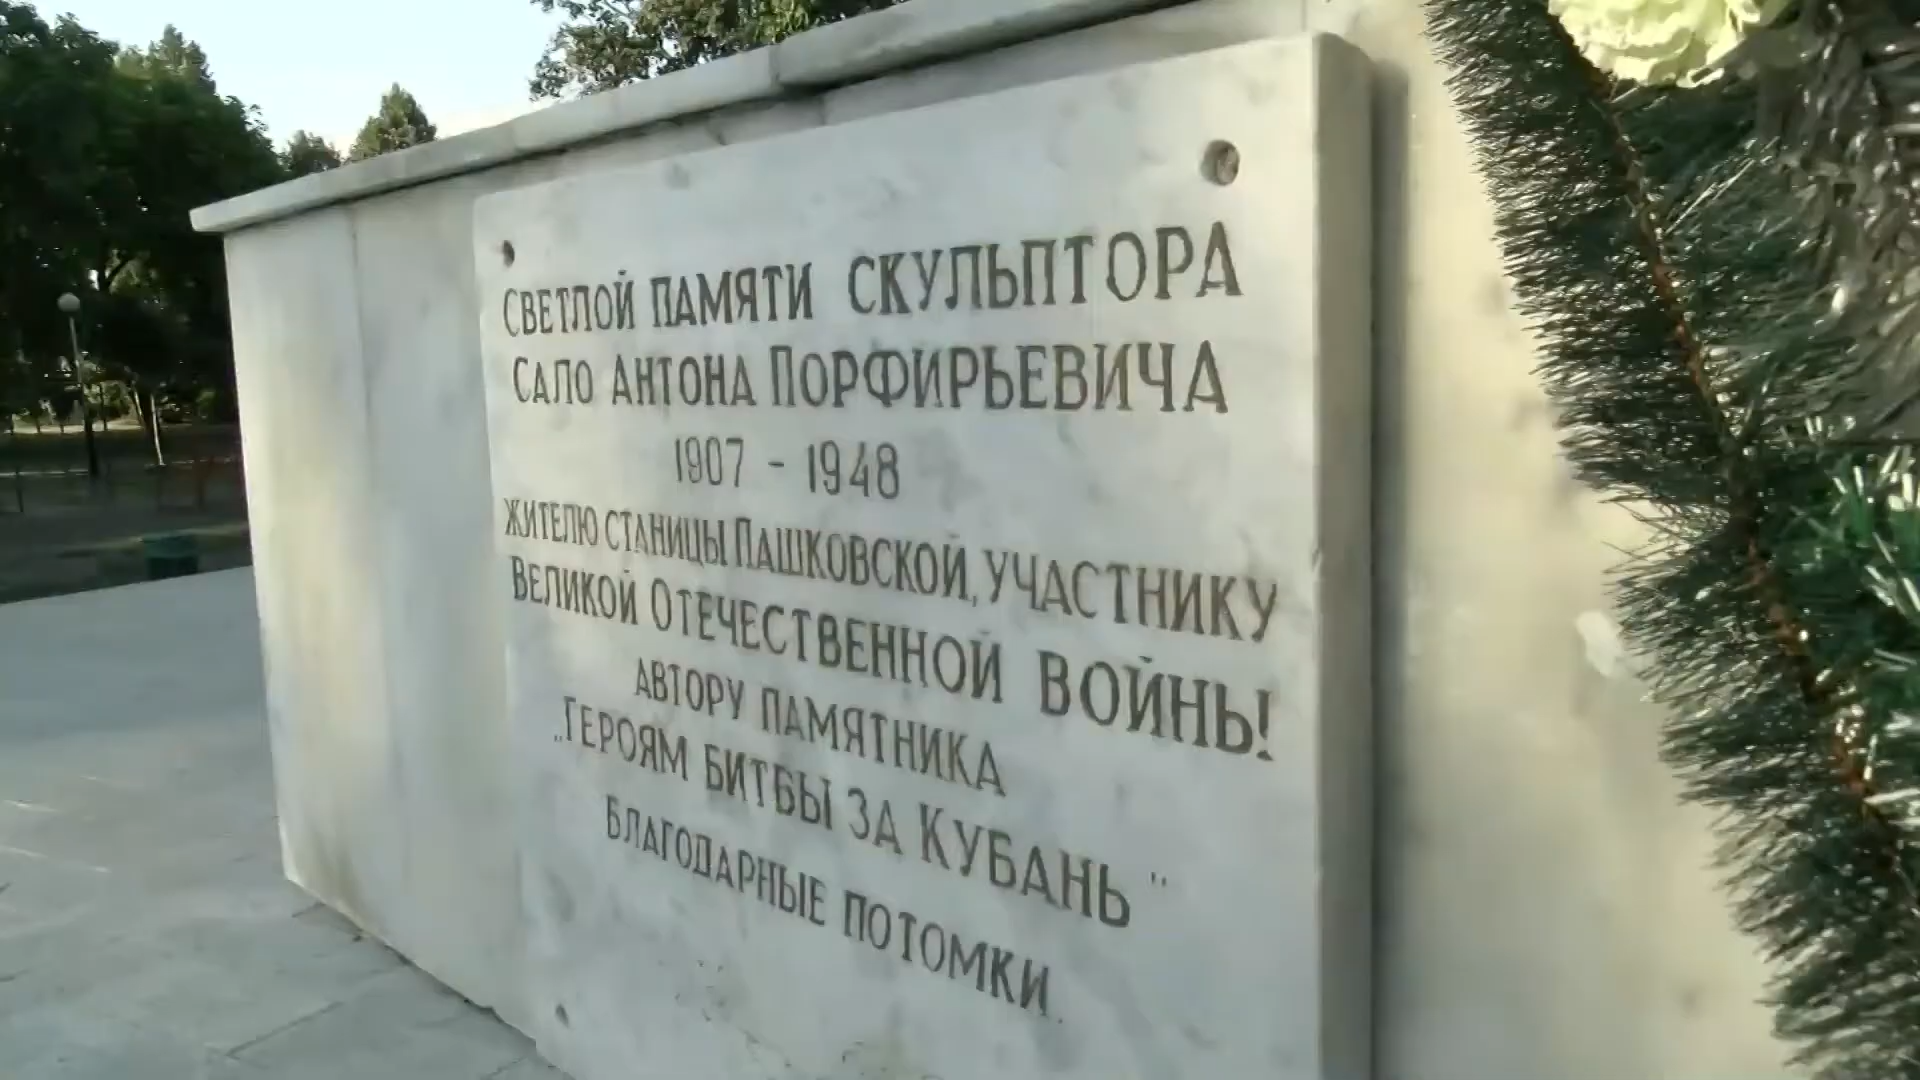 СВЕТЛОЙ ПАМЯТИ СКУЛЬПТОРА
САЛО АНТОНА ПОРФИРЬЕВИЧА
1907 - 1948
ЖИТЕЛЮ СТАНИЦЫ ПАШКОВСКОЙ, УЧАСТНИКУ
ВЕЛИКОЙ ОТЕЧЕСТВЕННОЙ ВОЙНЫ
АВТОРУ ПАМЯТНИКА
„ГЕРОЯМ БИТВЫ ЗА КУБАНЬ"
БЛАГОДАРНЫЕ ПОТОМКИ.